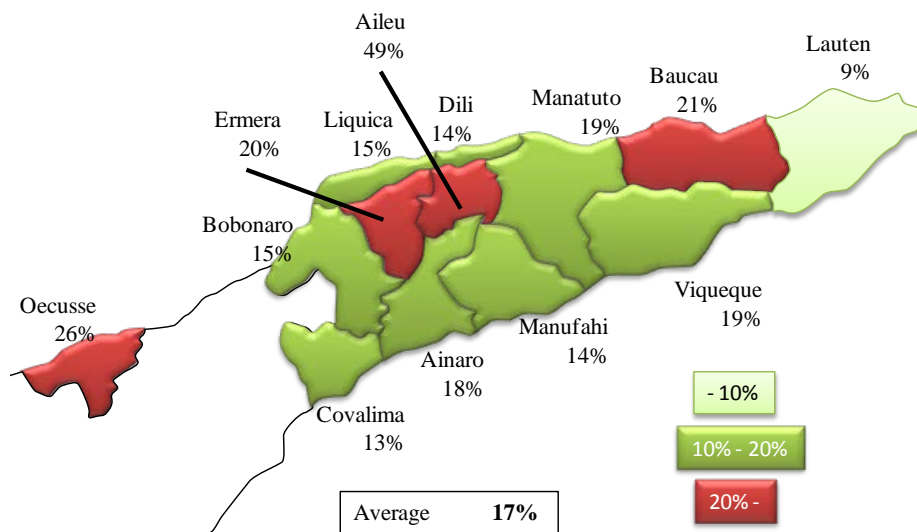 Aileu
49%
Lauten
9%
Baucau
21%
Manatuto
19%
Dili
14%
Liquica
15%
Ermera
20%
Bobonaro
15%
Oecusse
26%
Viqueque
19%
Manufahi
14%
Ainaro
18%
Covalima
13%
- 10%
10% - 20%
20% -
Average 17%